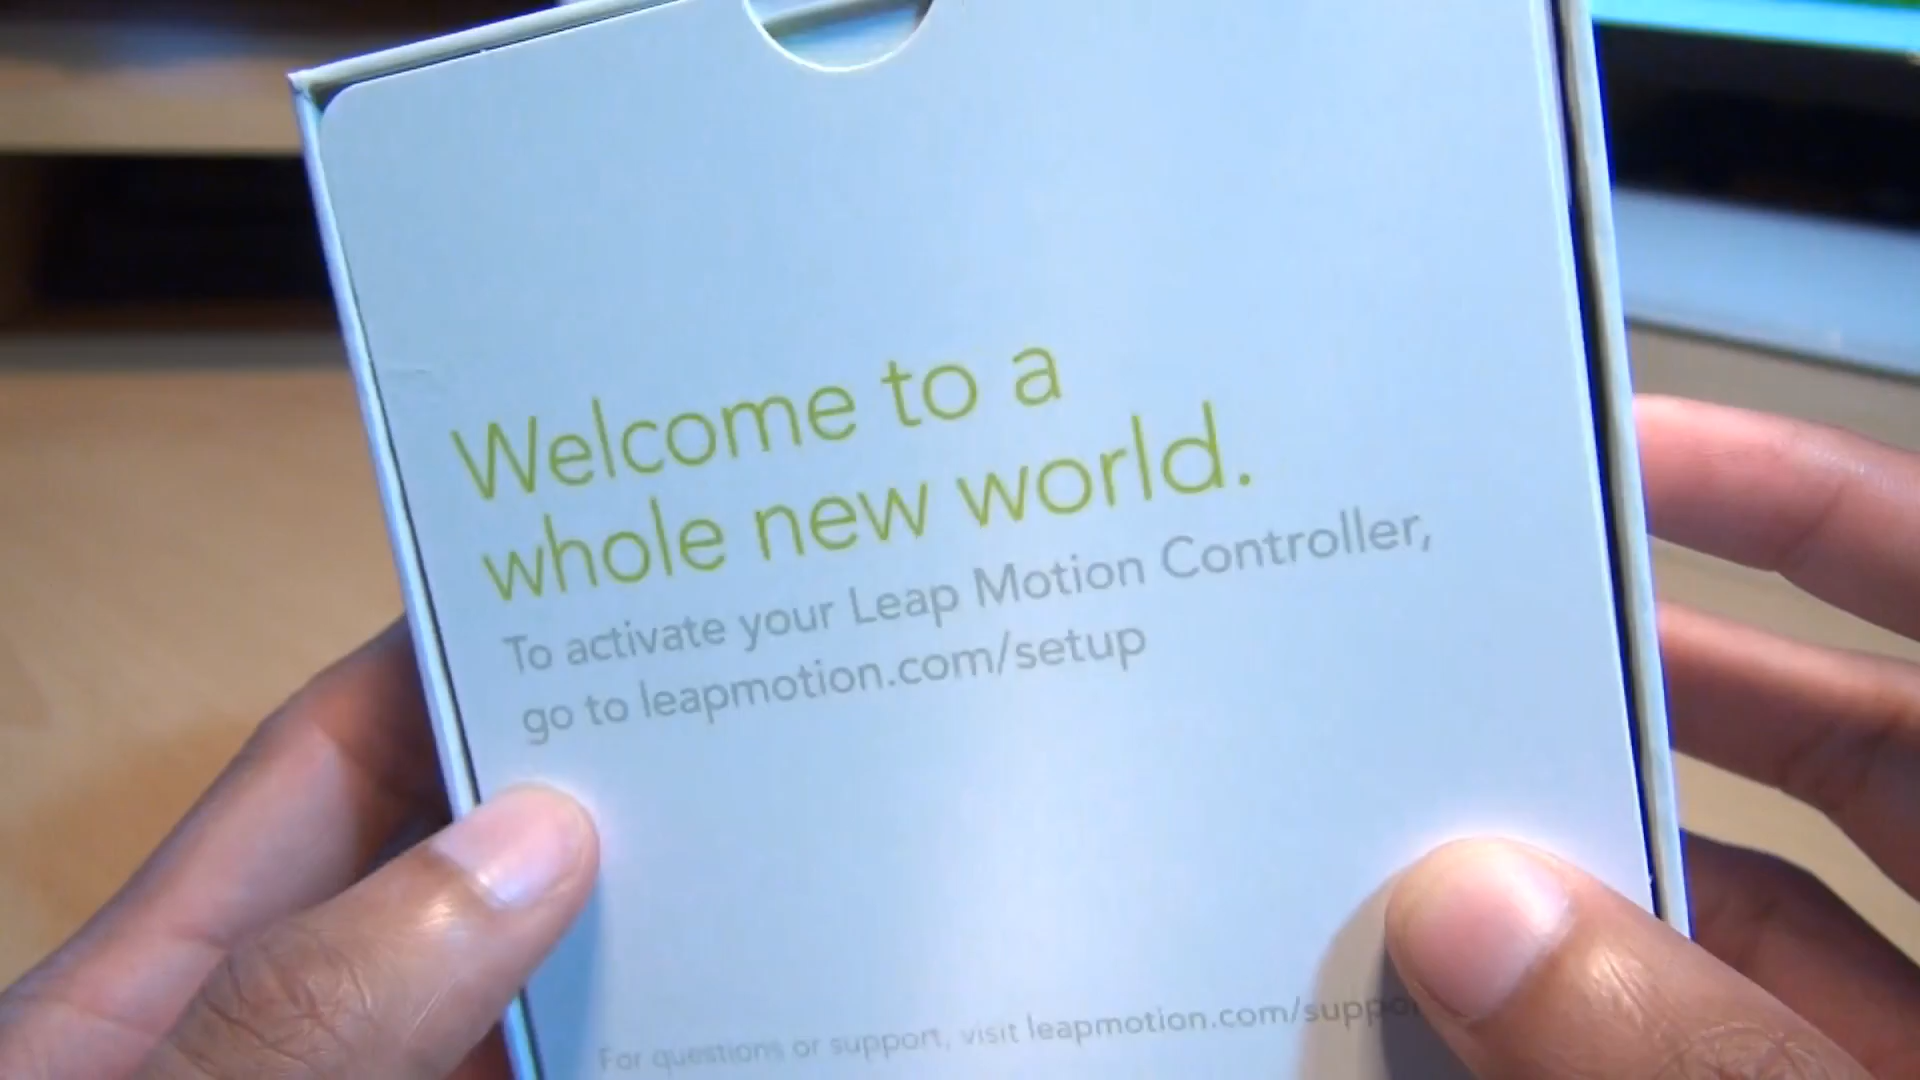 Welcome to a
whole new world.
To activate your Leap Motion Controller,
go to leapmotion.com/setup
For questions or support, visit leapmotion.com/suppo